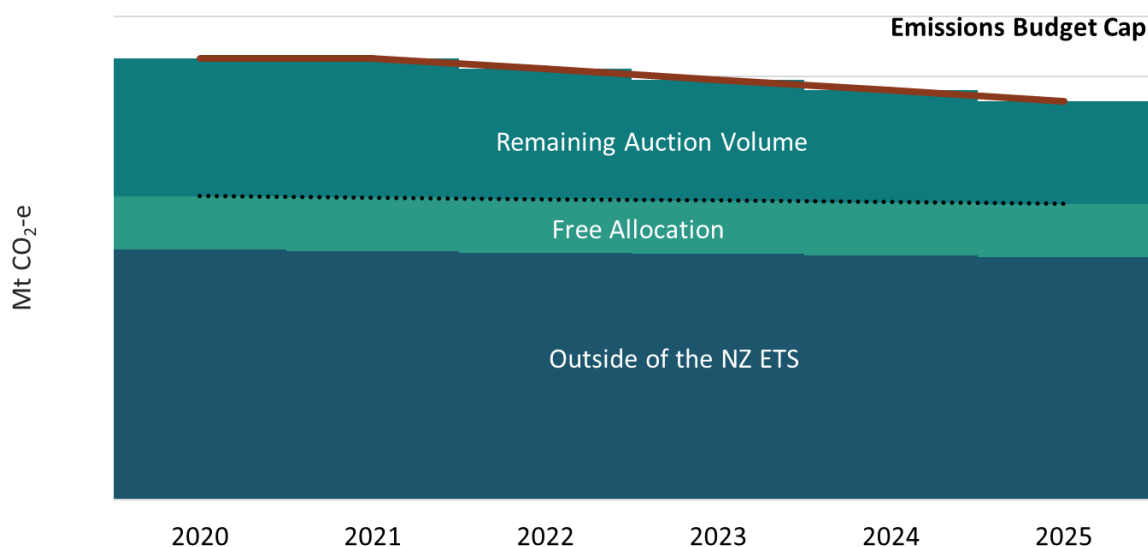 Emissions Budget Cap
Remaining Auction Volume
Free Allocation
Mt CO₂-e
Outside of the NZ ETS
2020 2021 2022 2023 2024 2025